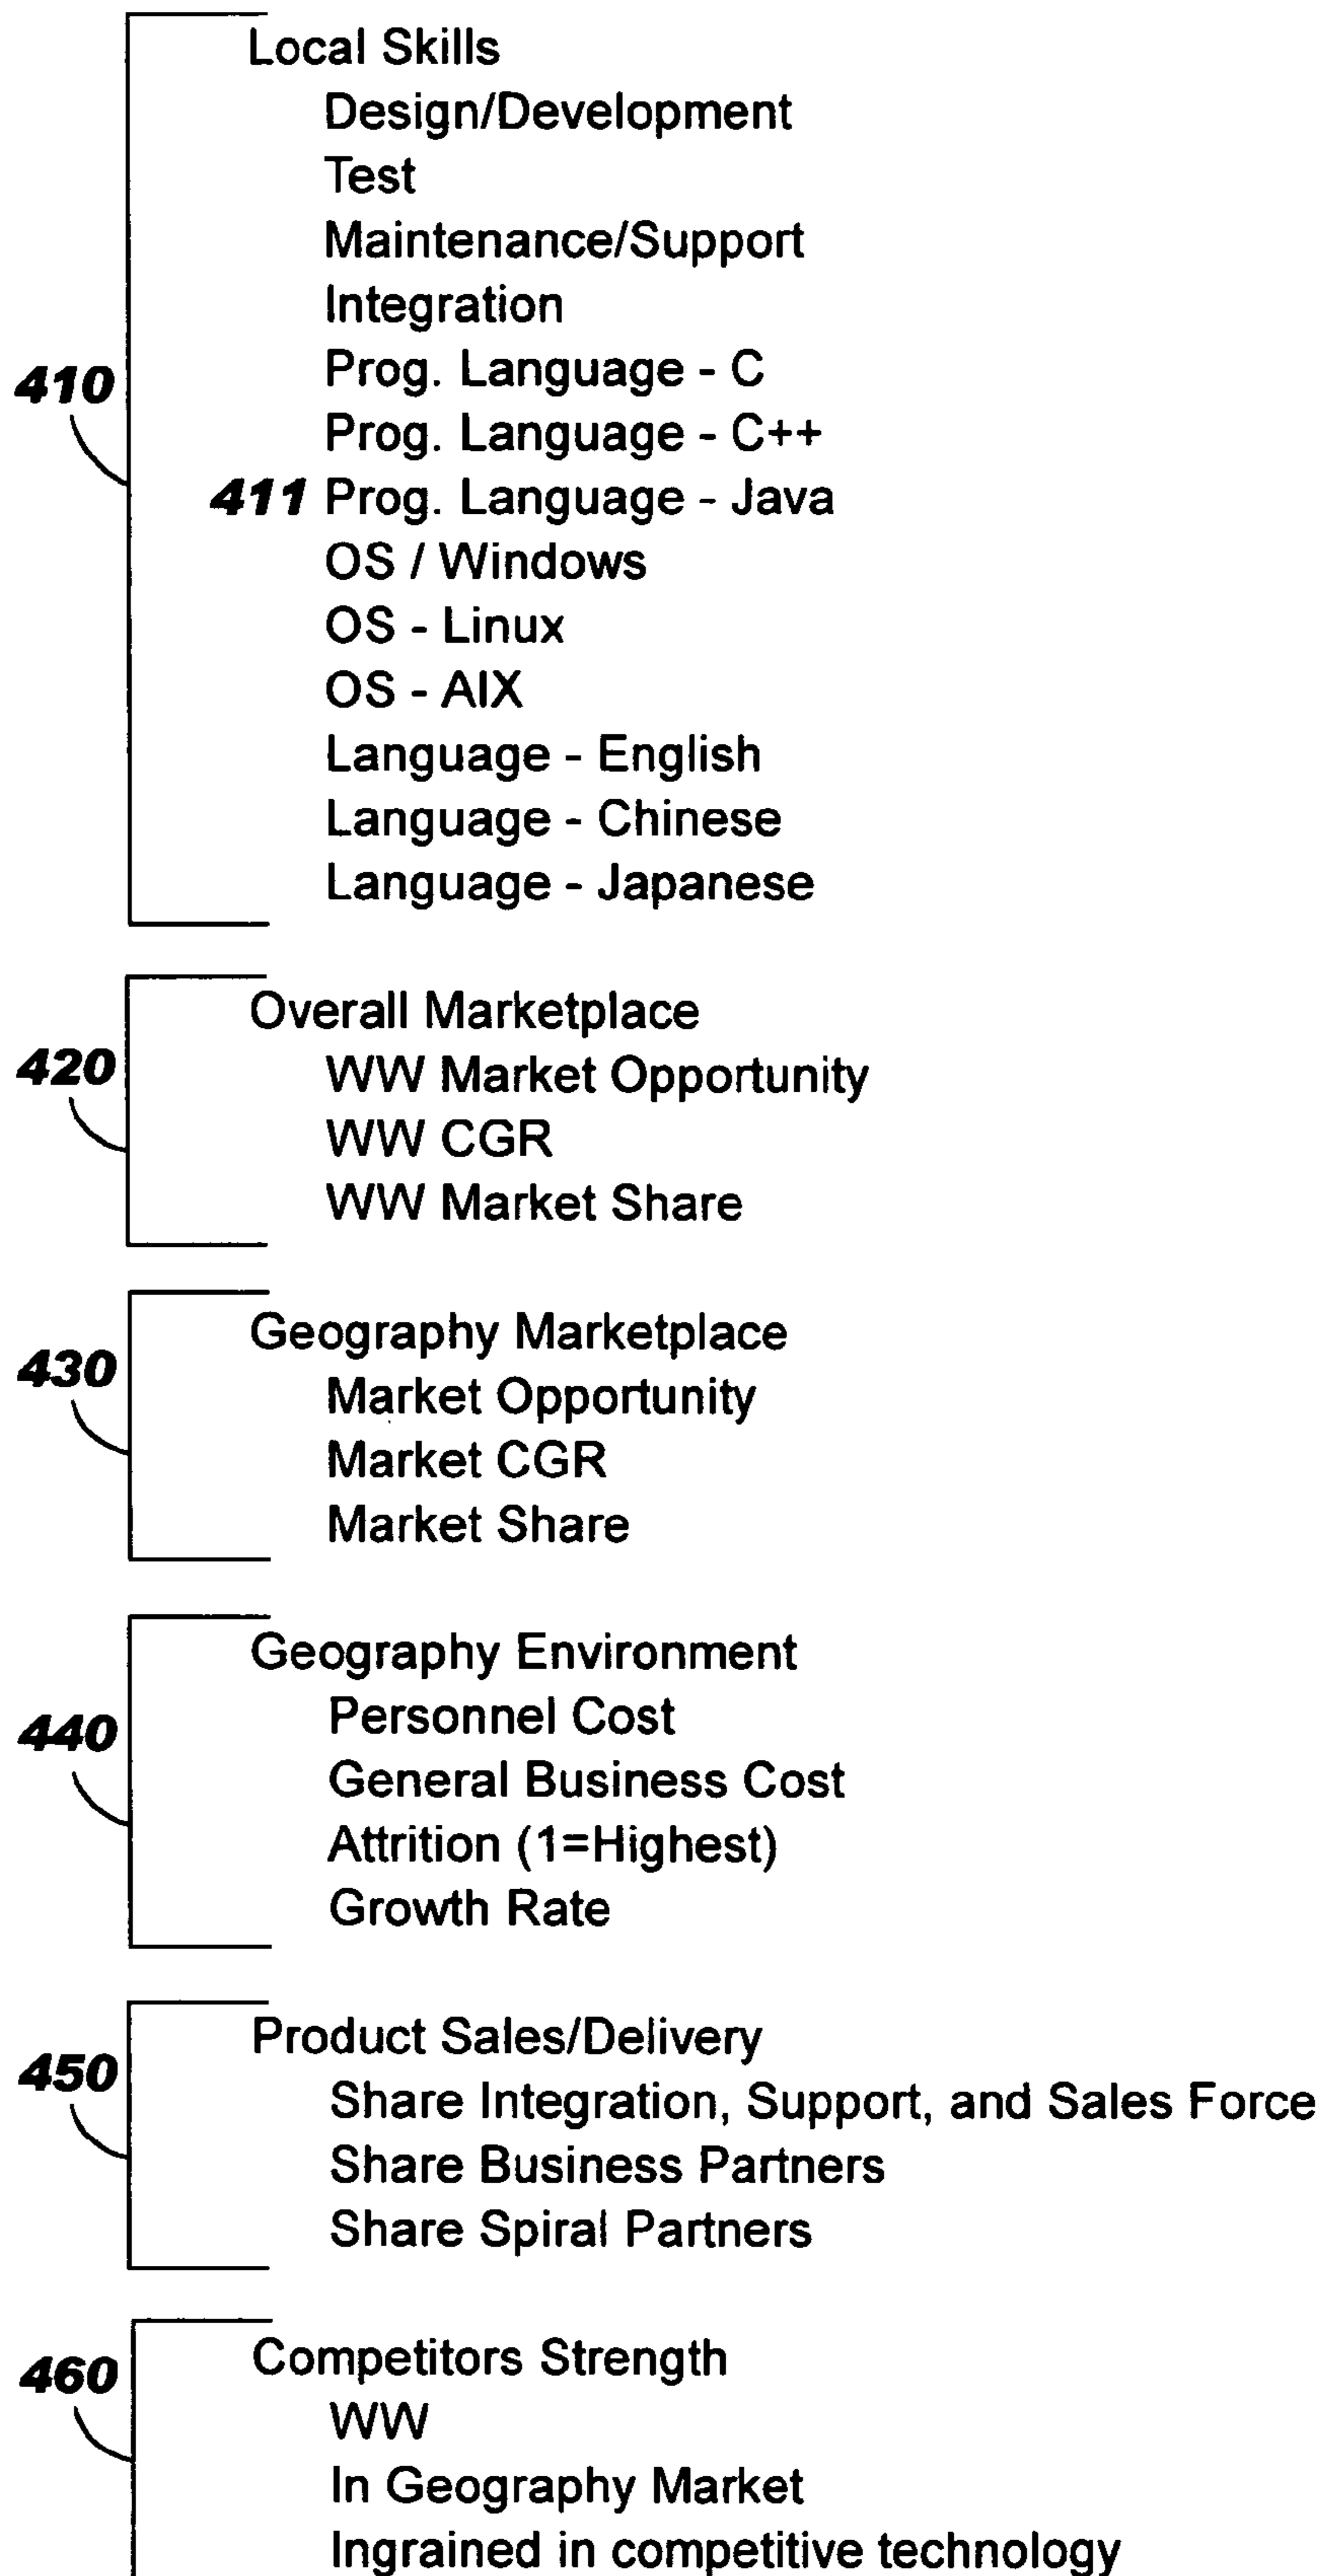 Local Skills
Design/Development
Test
Maintenance/Support
Integration
410 Prog. Language - C
Prog. Language - C++
411 Prog. Language - Java
OS / Windows
OS - Linux
OS - AIX
Language - English
Language - Chinese
Language - Japanese
Overall Marketplace
420 WW Market Opportunity
WW CGR
WW Market Share
Geography Marketplace
430 Market Opportunity
Market CGR
Market Share
Geography Environment
Personnel Cost
440 General Business Cost
Attrition (1=Highest)
Growth Rate
Product Sales/Delivery
450 Share Integration, Support, and Sales Force
Share Business Partners
Share Spiral Partners
Competitors Strength
460 WW
In Geography Market
Ingrained in competitive technology